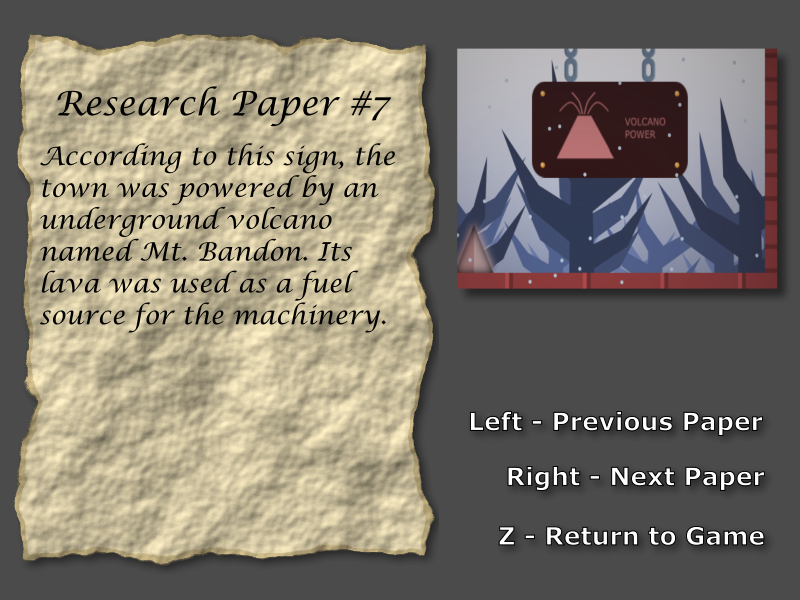 Research Paper #7
According to this sign, the
town was powered by an
underground volcano
named Mt. Bandon. Its
lava was used as a fuel
source for the machinery.
VOLCANO
POWER
Left - Previous Paper
Right - Next Paper
Z - Return to Game